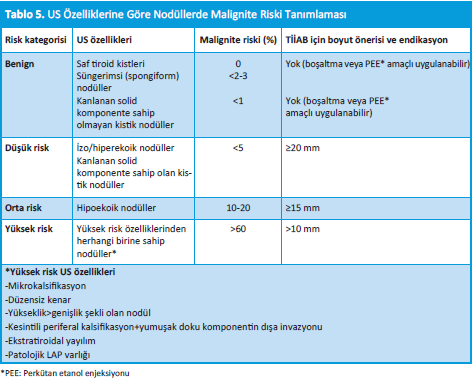 Tablo 5. US Özelliklerine Göre Nodüllerde Malignite Riski Tanımlaması
Risk kategorisi US özellikleri Malignite riski (%) TİİAB için boyut önerisi ve endikasyon
Benign Saf tiroid kistleri 0 Yok (boşaltma veya PEE* amaçlı uygulanabilir)
Süngerimsi (spongiform) <2-3
nodüller
Kanlanan solid <1 Yok (boşaltma veya PEE*
komponente sahip amaçlı uygulanabilir)
olmayan kistik nodüller
Düşük risk İzo/hiperekoik nodüller <5 ≥20 mm
Kanlanan solid
komponente sahip olan kis-
tik nodüller
Orta risk Hipoekoik nodüller 10-20 ≥15 mm
Yüksek risk Yüksek risk özelliklerinden >60 >10 mm
herhangi birine sahip
nodüller*
*Yüksek risk US özellikleri
-Mikrokalsifikasyon
-Düzensiz kenar
-Yükseklik>genişlik şekli olan nodül
-Kesintili periferal kalsifikasyon+yumuşak doku komponentin dışa invazyonu
-Ekstratiroidal yayılım
-Patolojik LAP varlığı
*PEE: Perkütan etanol enjeksiyonu